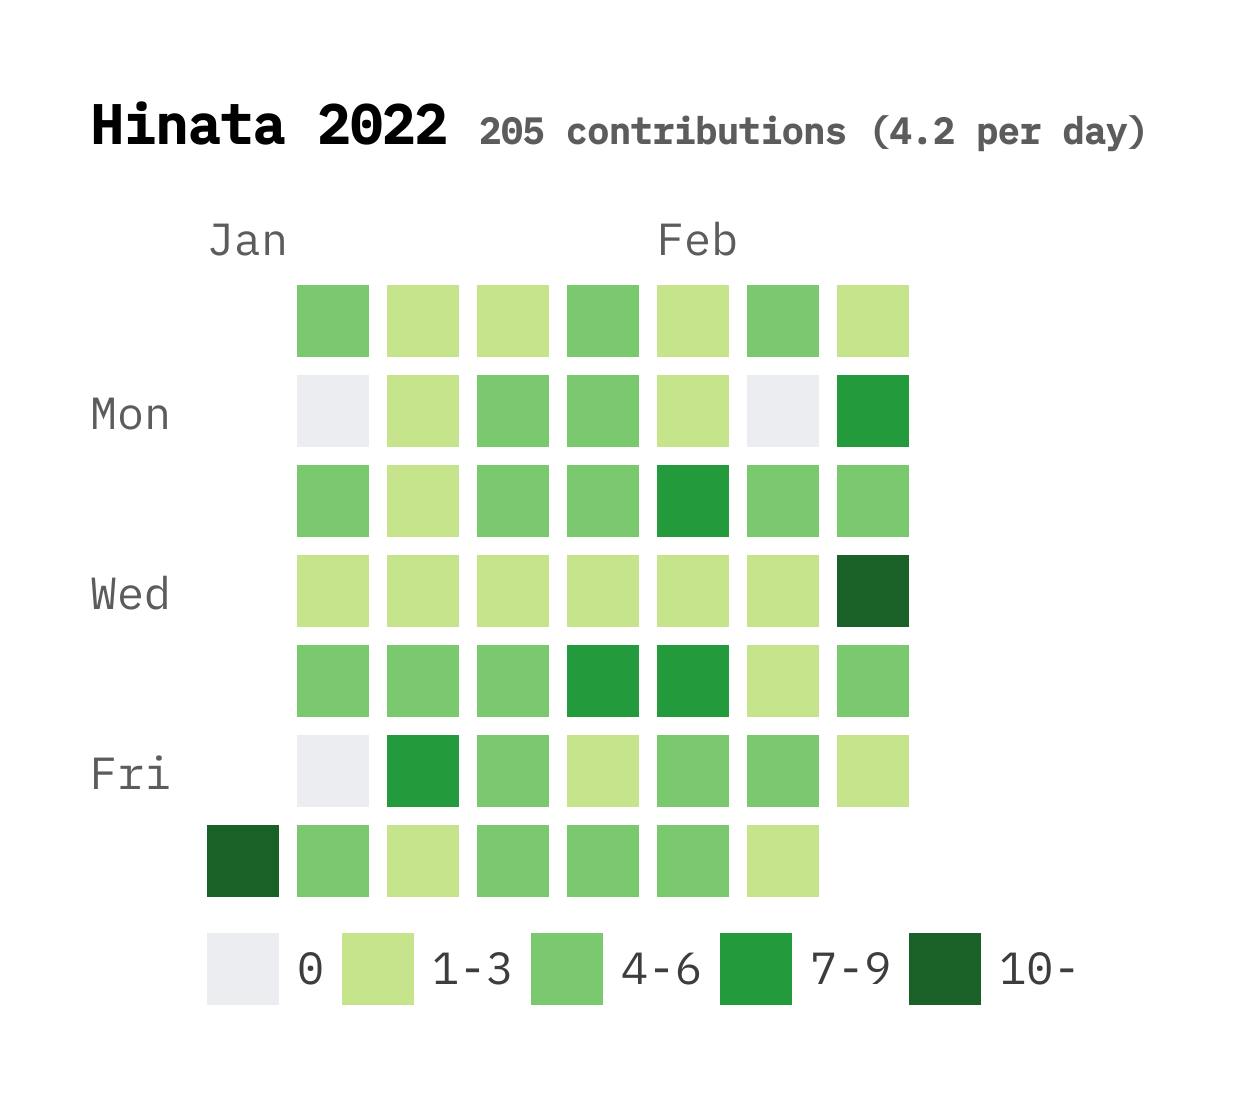 Hinata 2022 205 contributions (4.2 per day)
Jan Feb
Mon
Wed
Fri
0 1-3 4-6 7-9 10-